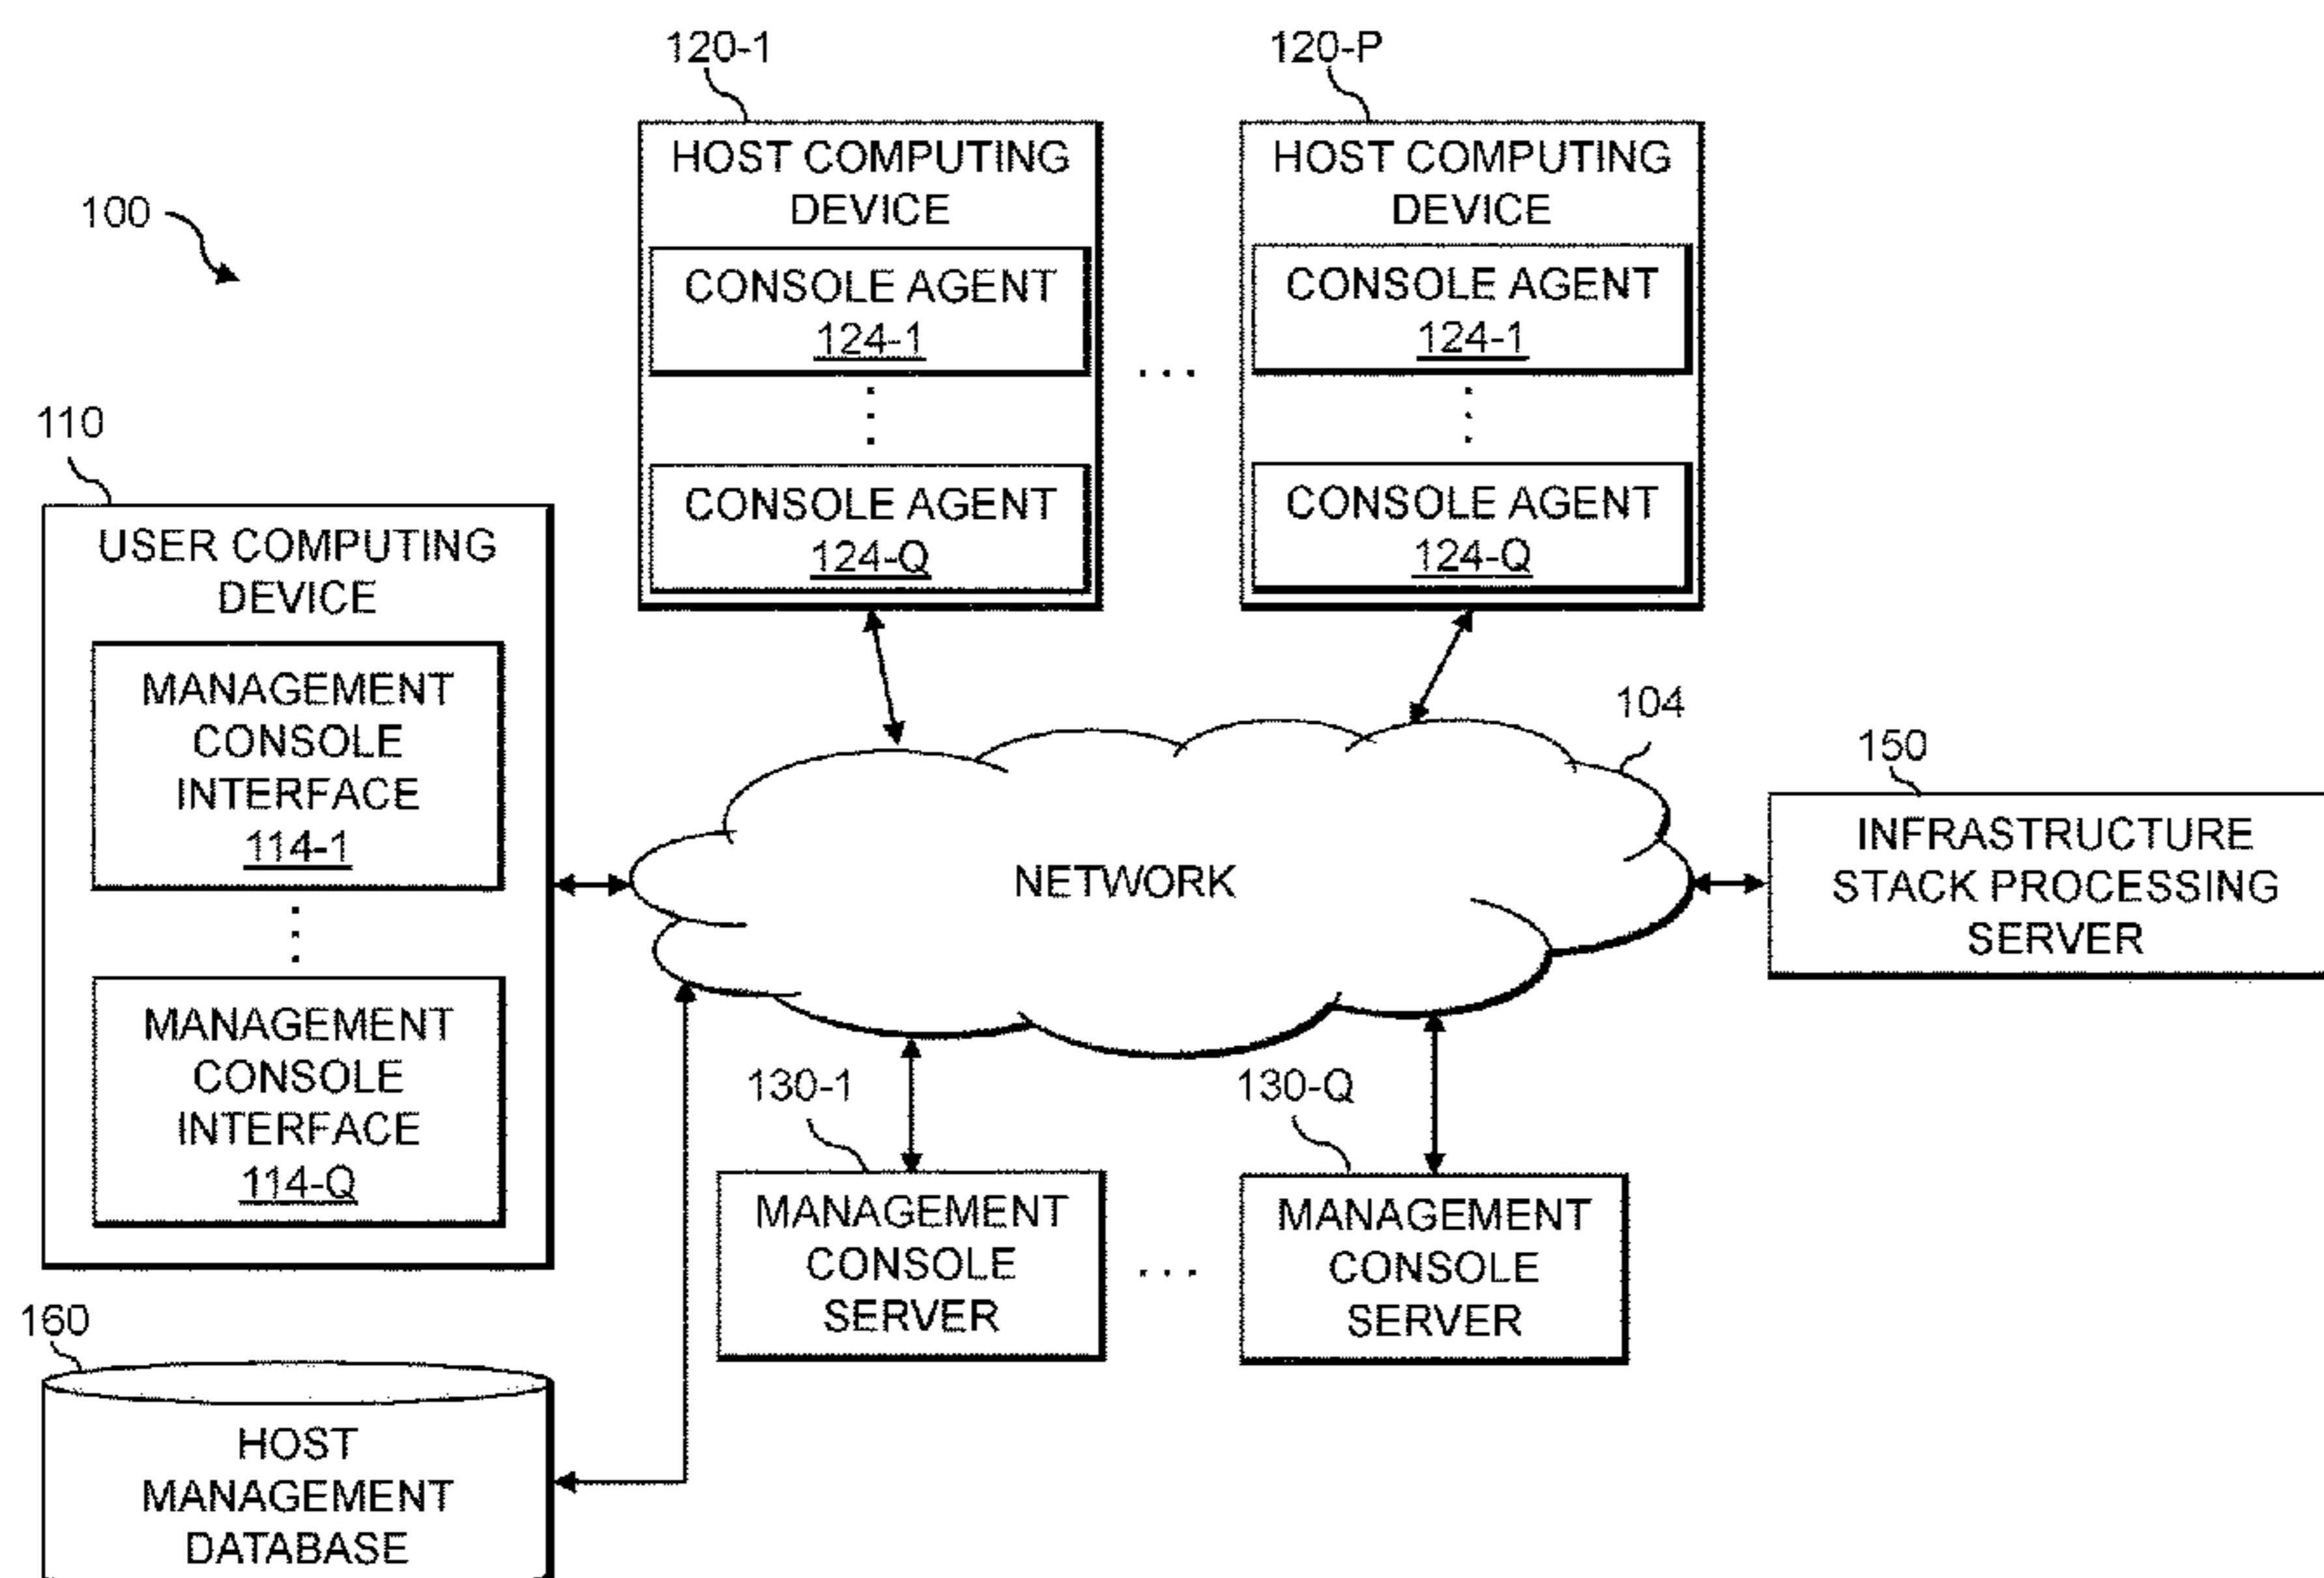 120-1
120-P
HOST COMPUTING
DEVICE
CONSOLE AGENT
124-1
CONSOLE AGENT
124-Q
...
HOST COMPUTING
DEVICE
CONSOLE AGENT
124-1
CONSOLE AGENT
124-Q
100
110
USER COMPUTING
DEVICE
MANAGEMENT
CONSOLE
INTERFACE
114-1
MANAGEMENT
CONSOLE
INTERFACE
114-Q
104
NETWORK
150
INFRASTRUCTURE
STACK PROCESSING
SERVER
130-1
MANAGEMENT
CONSOLE
SERVER
...
130-Q
MANAGEMENT
CONSOLE
SERVER
160
HOST
MANAGEMENT
DATABASE